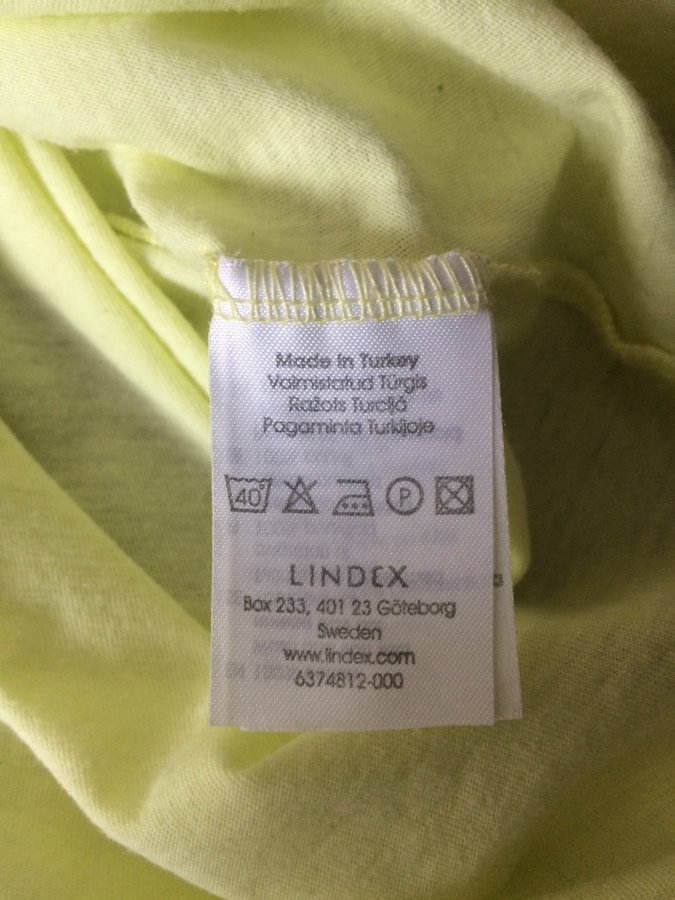 Made in Turkey
Valmistatud Türgis
Ražots Turcijā
Pagaminta Turkijoje
40°
P
LINDEX
Box 233, 401 23 Göteborg
Sweden
www.lindex.com
6374812-000